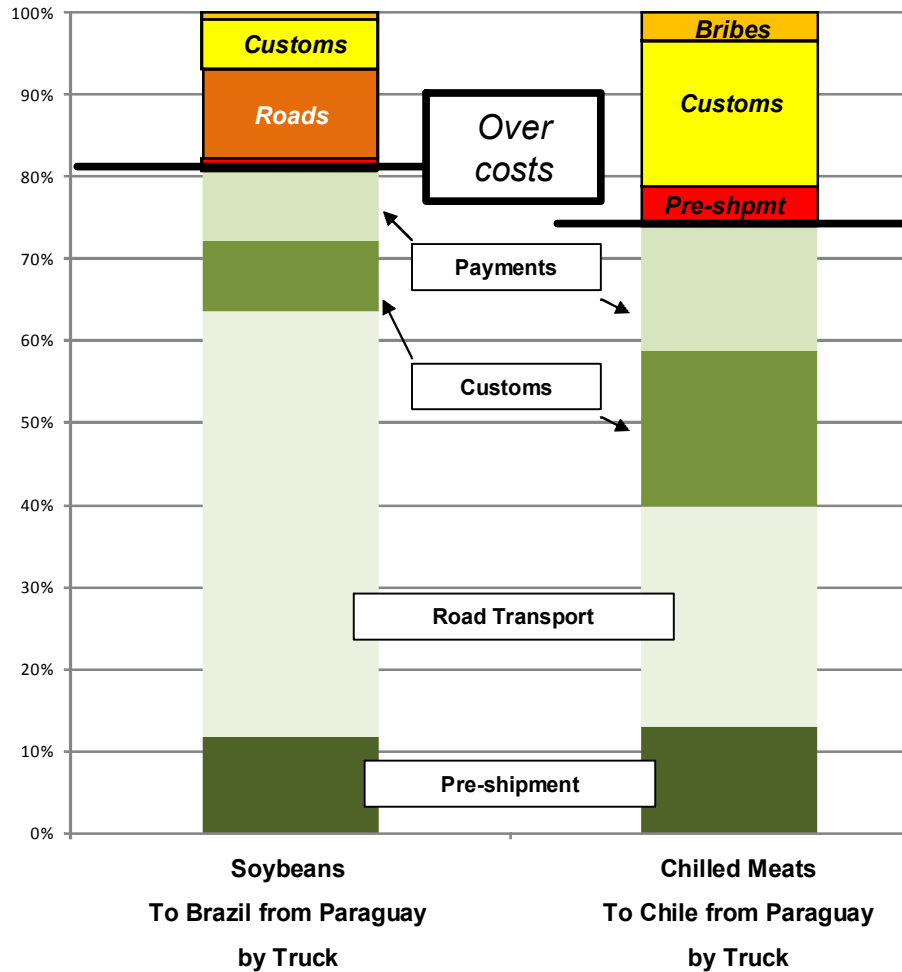 100%
90%
80%
70%
60%
50%
40%
30%
20%
10%
0%
Customs
Roads
Over
costs
Bribes
Customs
Pre-shpmt
Payments
Customs
Road Transport
Pre-shipment
Soybeans
To Brazil from Paraguay
by Truck
Chilled Meats
To Chile from Paraguay
by Truck